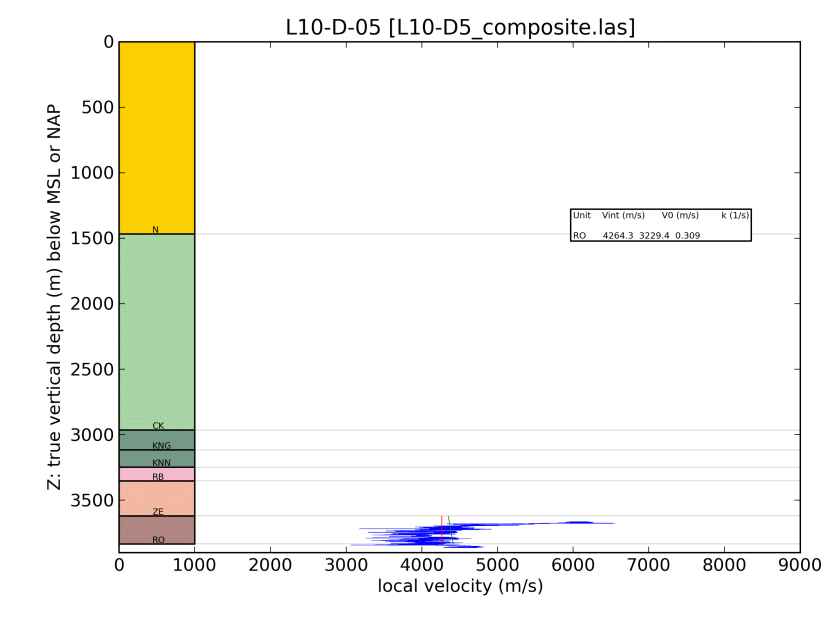 L10-D-05 [L10-D5_composite.las]
Z: true vertical depth (m) below MSL or NAP
0
500
1000
1500
2000
2500
3000
3500
N
CK
KNG
KNN
RB
ZE
RO
Unit Vint (m/s) V0 (m/s) k (1/s)
RO 4264.3 3229.4 0.309
0 1000 2000 3000 4000 5000 6000 7000 8000 9000
local velocity (m/s)